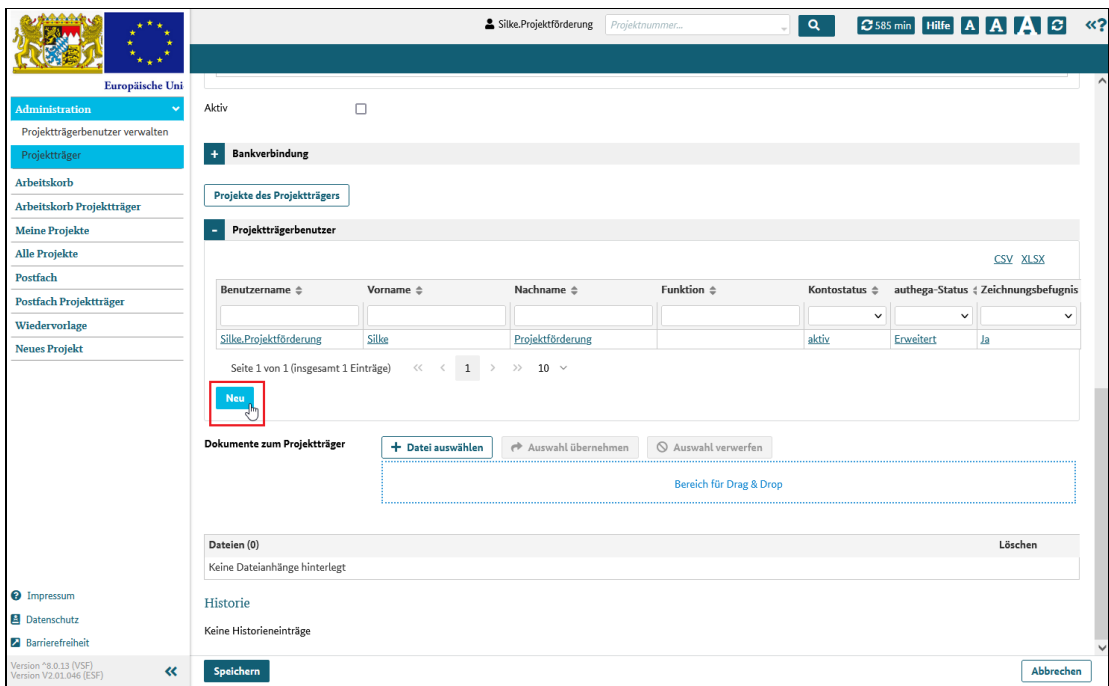 Silke.Projektförderung
Projektnummer...
585 min
Hilfe
A
A
A
«?
Europäische Uni
Administration
Projektträgerbenutzer verwalten
Projektträger
Arbeitskorb
Arbeitskorb Projektträger
Meine Projekte
Alle Projekte
Postfach
Postfach Projektträger
Wiedervorlage
Neues Projekt
Impressum
Datenschutz
Barrierefreiheit
Version ^8.0.13 (VSF)
Version V2.01.046 (ESF)
Aktiv
+ Bankverbindung
Projekte des Projektträgers
- Projektträgerbenutzer
CSV XLSX
Benutzername Vorname Nachname Funktion Kontostatus authega-Status Zeichnungsbefugnis
Silke.Projektförderung Silke Projektförderung aktiv Erweitert Ja
Seite 1 von 1 (insgesamt 1 Einträge) 1 10
Neu
Dokumente zum Projektträger
+ Datei auswählen Auswahl übernehmen Auswahl verwerfen
Bereich für Drag & Drop
Dateien (0) Löschen
Keine Dateianhänge hinterlegt
Historie
Keine Historieneinträge
Speichern Abbrechen